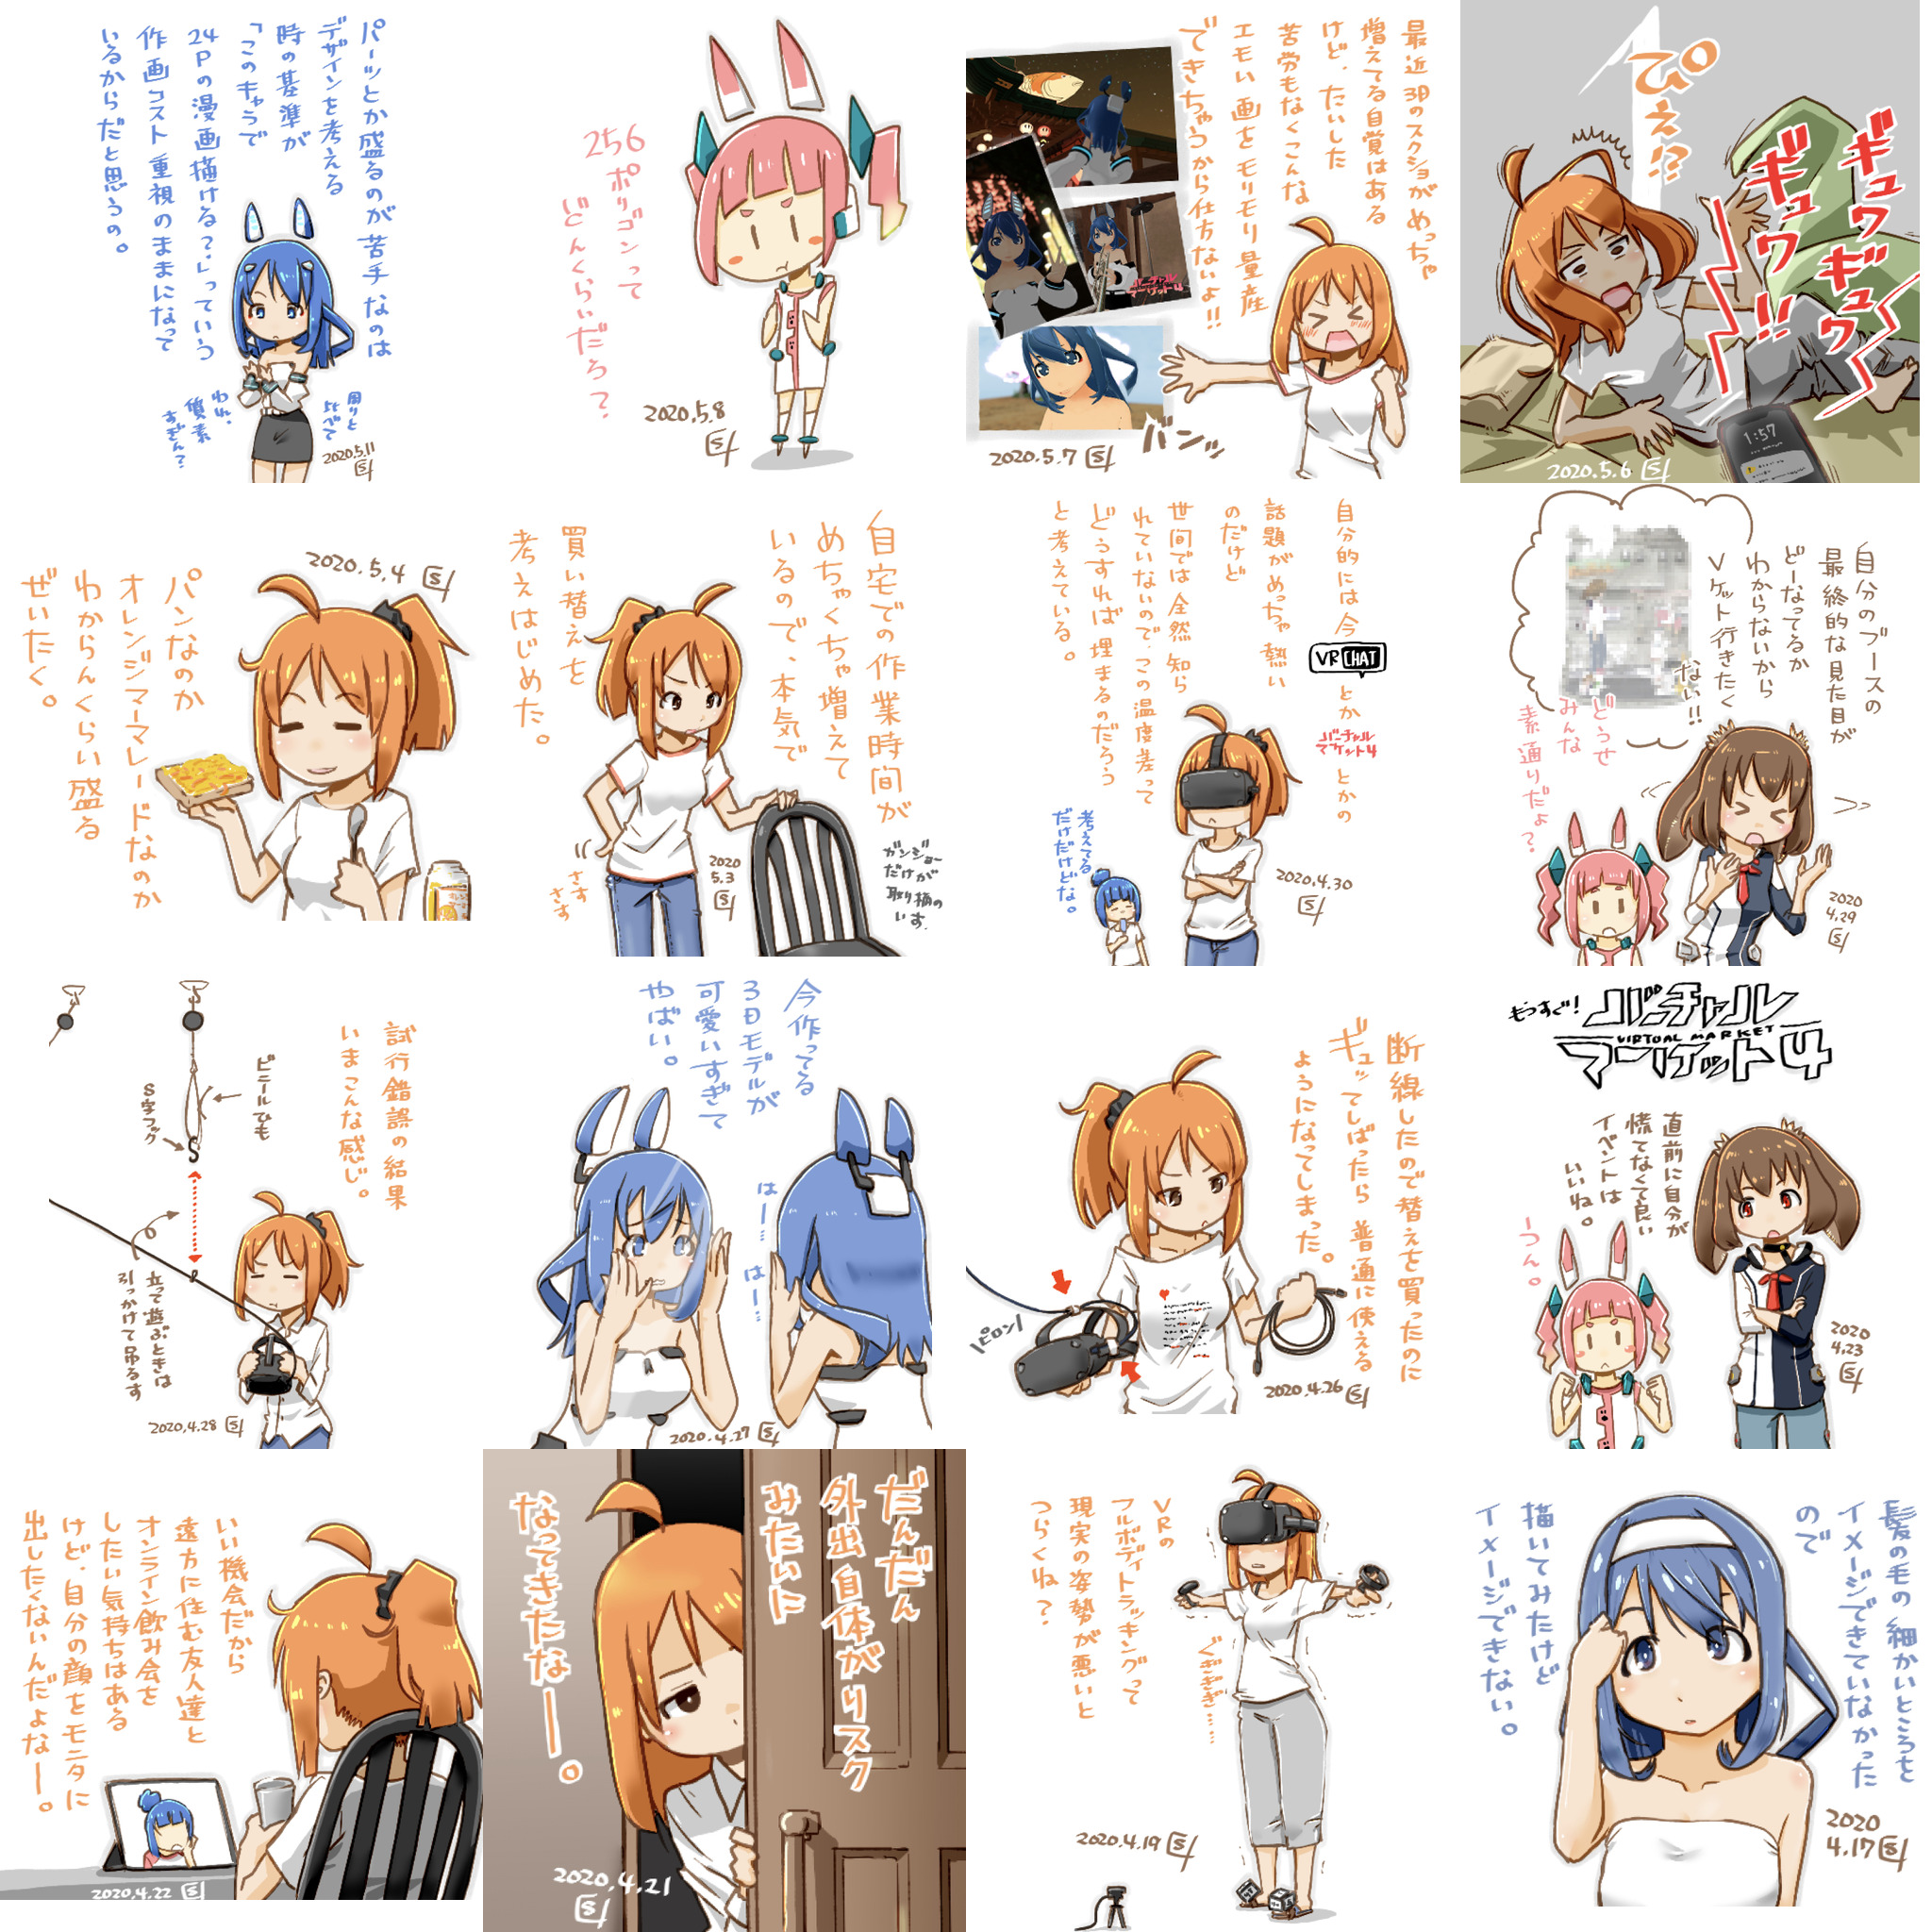 パーツとか盛るのが苦手なのは
デザインを考える
時の基準が
「このキャラで
24Pの漫画描ける?」っていう
作画コスト重視のままになって
いるからだと思うの。
周りと
比べて
われ、
質素
すぎん?
2020.5.11
256
ポリゴンって
どんくらいだろ?
2020.5.8
最近3Dのスクショがめっちゃ
増えてる自覚はある
けど、たいした
苦労もなくこんな
エモい画をモリモリ量産
できちゃうから仕方ないよ!!
バーチャル
マーケット4
バンッ
2020.5.7
ぴぇ!?
ギュワギュワ
ギュワ!!
1:57
2020.5.6
2020.5.4
パンなのか
オレンジマーマレードなのか
わからんくらい盛る
ぜいたく。
自宅での作業時間が
めちゃくちゃ増えて
いるので、本気で
買い替えを
考えはじめた。
さす
さす
2020
5.3
ガンジョー
だけが
取り柄の
いす。
自分的には今
VRCHAT
とか
バーチャル
マーケット4
とかの
話題がめっちゃ熱い
のだけど
世間では全然知ら
れていないので、この温度差って
どうすれば埋まるのだろう
と考えている。
考えてる
だけだけどな。
2020.4.30
自分のブースの
最終的な見た目が
どーなってるか
わからないから
Vケット行きたく
ない!!
どうせ
みんな
素通りだよ?
2020
4.29
試行錯誤の結果
いまこんな感じ。
ビニールひも
S字フック
立って遊ぶときは
引っかけて吊るす
2020.4.28
今作ってる
3Dモデルが
可愛いすぎて
やばい。
はー…
はー…
2020.4.27
断線したので替えを買ったのに
ギュッてしばったら普通に使える
ようになってしまった。
ピロン♪
2020.4.26
もうすぐ!
バーチャル
VIRTUAL MARKET
マーケット4
直前に自分が
慌てなくて良い
イベントは
いいね。
うん。
2020
4.23
いい機会だから
遠方に住む友人達と
オンライン飲み会を
したい気持ちはある
けど、自分の顔をモニタに
出したくないんだよなー。
2020.4.22
だんだん
外出自体がリスク
みたいに
なってきたなー。
2020.4.21
VRの
フルボディトラッキングって
現実の姿勢が悪いと
つらくね?
ぐぎぎぎ……
2020.4.19
髪の毛の細かいところを
イメージできていなかった
ので
描いてみたけど
イメージできない。
2020
4.17